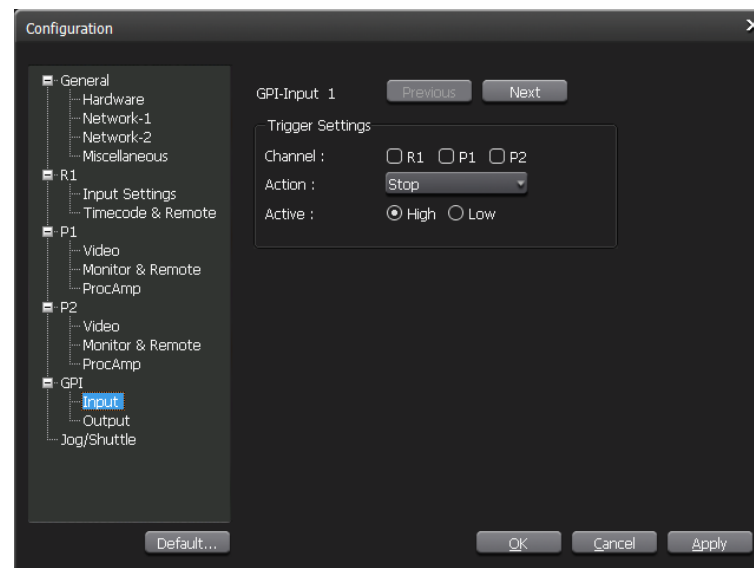 Configuration
General
Hardware
Network-1
Network-2
Miscellaneous
R1
Input Settings
Timecode & Remote
P1
Video
Monitor & Remote
ProcAmp
P2
Video
Monitor & Remote
ProcAmp
GPI
Input
Output
Jog/Shuttle
Default...
GPI-Input 1 Previous Next
Trigger Settings
Channel : R1 P1 P2
Action : Stop
Active : High Low
OK Cancel Apply